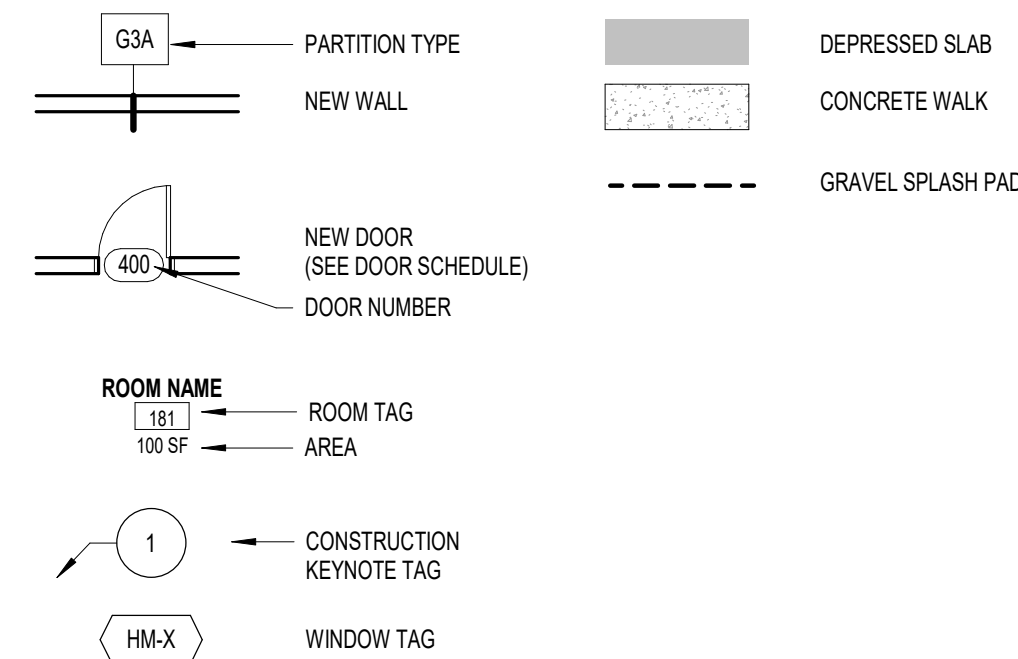 G3A
PARTITION TYPE
NEW WALL
NEW DOOR
(SEE DOOR SCHEDULE)
400
DOOR NUMBER
ROOM NAME
181
ROOM TAG
100 SF
AREA
1
CONSTRUCTION
KEYNOTE TAG
HM-X
WINDOW TAG
DEPRESSED SLAB
CONCRETE WALK
GRAVEL SPLASH PAD